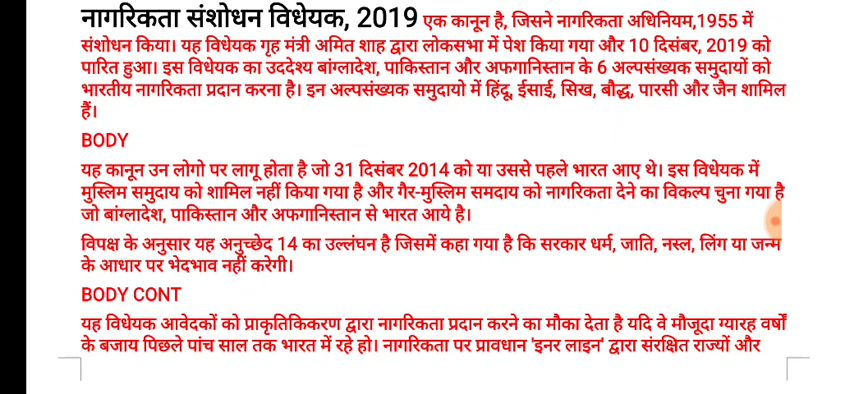 नागरिकता संशोधन विधेयक, 2019 एक कानून है, जिसने नागरिकता अधिनियम,1955 में
संशोधन किया। यह विधेयक गृह मंत्री अमित शाह द्वारा लोकसभा में पेश किया गया और 10 दिसंबर, 2019 को
पारित हुआ। इस विधेयक का उददेश्य बांग्लादेश, पाकिस्तान और अफगानिस्तान के 6 अल्पसंख्यक समुदायों को
भारतीय नागरिकता प्रदान करना है। इन अल्पसंख्यक समुदायो में हिंदू, ईसाई, सिख, बौद्ध, पारसी और जैन शामिल
हैं।
BODY
यह कानून उन लोगो पर लागू होता है जो 31 दिसंबर 2014 को या उससे पहले भारत आए थे। इस विधेयक में
मुस्लिम समुदाय को शामिल नहीं किया गया है और गैर-मुस्लिम समदाय को नागरिकता देने का विकल्प चुना गया है
जो बांग्लादेश, पाकिस्तान और अफगानिस्तान से भारत आये है।
विपक्ष के अनुसार यह अनुच्छेद 14 का उल्लंघन है जिसमें कहा गया है कि सरकार धर्म, जाति, नस्ल, लिंग या जन्म
के आधार पर भेदभाव नहीं करेगी।
BODY CONT
यह विधेयक आवेदकों को प्राकृतिकिकरण द्वारा नागरिकता प्रदान करने का मौका देता है यदि वे मौजूदा ग्यारह वर्षों
के बजाय पिछले पांच साल तक भारत में रहे हो। नागरिकता पर प्रावधान 'इनर लाइन' द्वारा संरक्षित राज्यों और